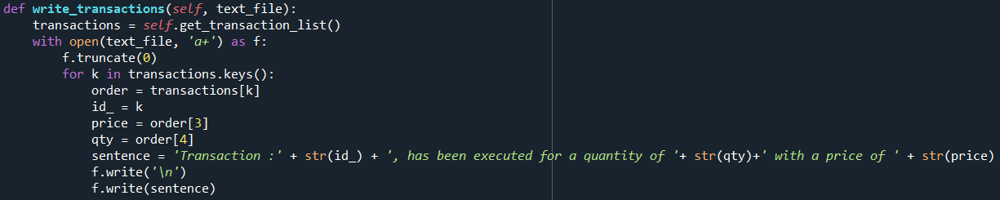 def write_transactions(self, text_file):
    transactions = self.get_transaction_list()
    with open(text_file, 'a+') as f:
        f.truncate(0)
        for k in transactions.keys():
            order = transactions[k]
            id_ = k
            price = order[3]
            qty = order[4]
            sentence = 'Transaction :' + str(id_) + ', has been executed for a quantity of '+ str(qty)+' with a price of ' + str(price)
            f.write('\n')
            f.write(sentence)